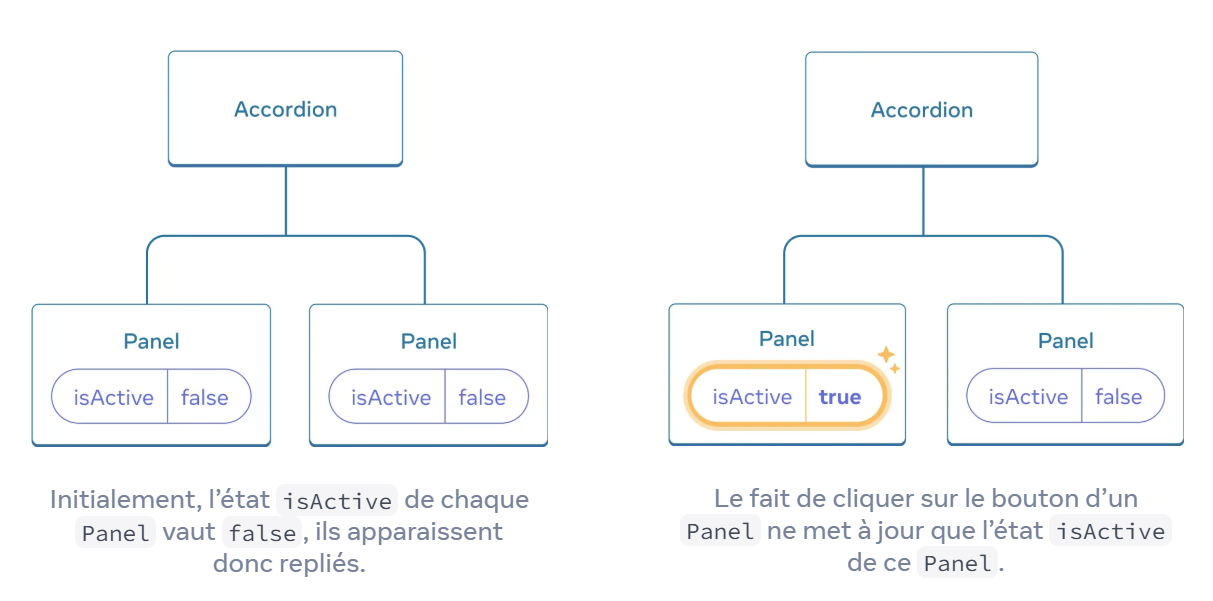 Accordion
Panel
isActive false
Panel
isActive false
Initialement, l’état isActive de chaque
Panel vaut false, ils apparaissent
donc repliés.
Accordion
Panel
isActive true
Panel
isActive false
Le fait de cliquer sur le bouton d’un
Panel ne met à jour que l’état isActive
de ce Panel.